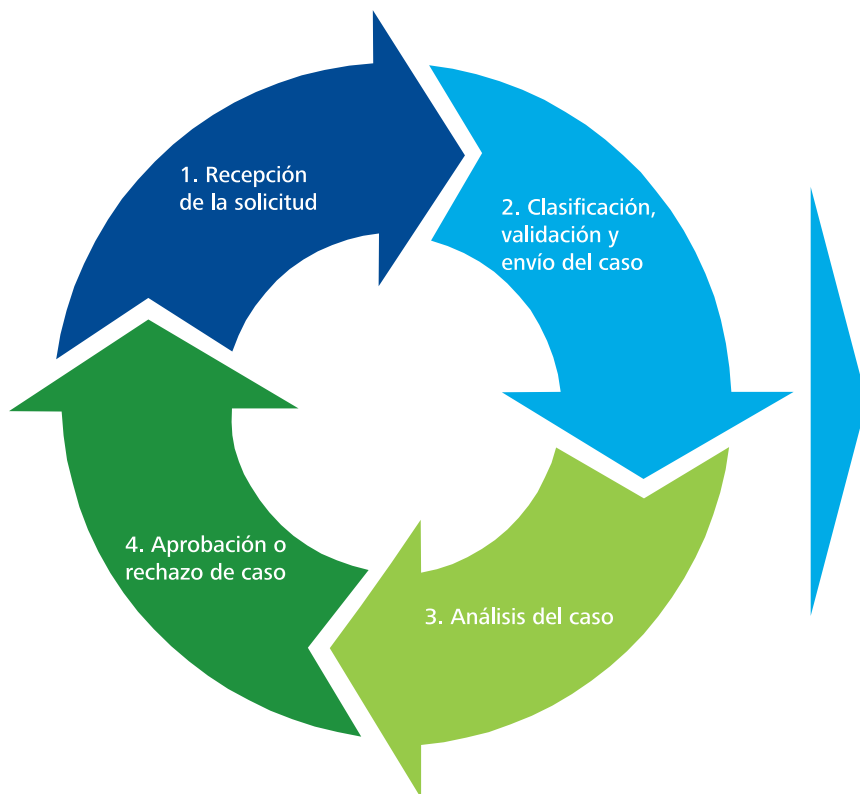 1. Recepción
de la solicitud
2. Clasificación,
validación y
envío del caso
3. Análisis del caso
4. Aprobación o
rechazo de caso